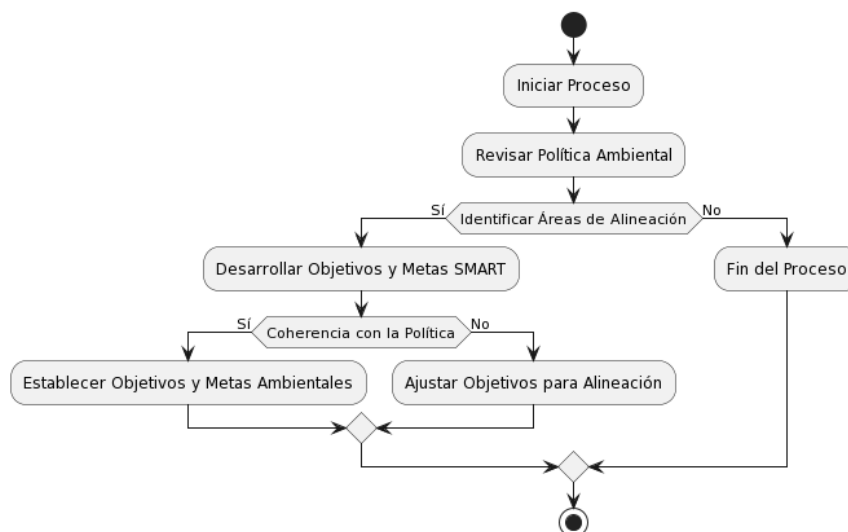 Iniciar Proceso
Revisar Política Ambiental
Sí
Identificar Áreas de Alineación
No
Desarrollar Objetivos y Metas SMART
Fin del Proceso
Sí
Coherencia con la Política
No
Establecer Objetivos y Metas Ambientales
Ajustar Objetivos para Alineación